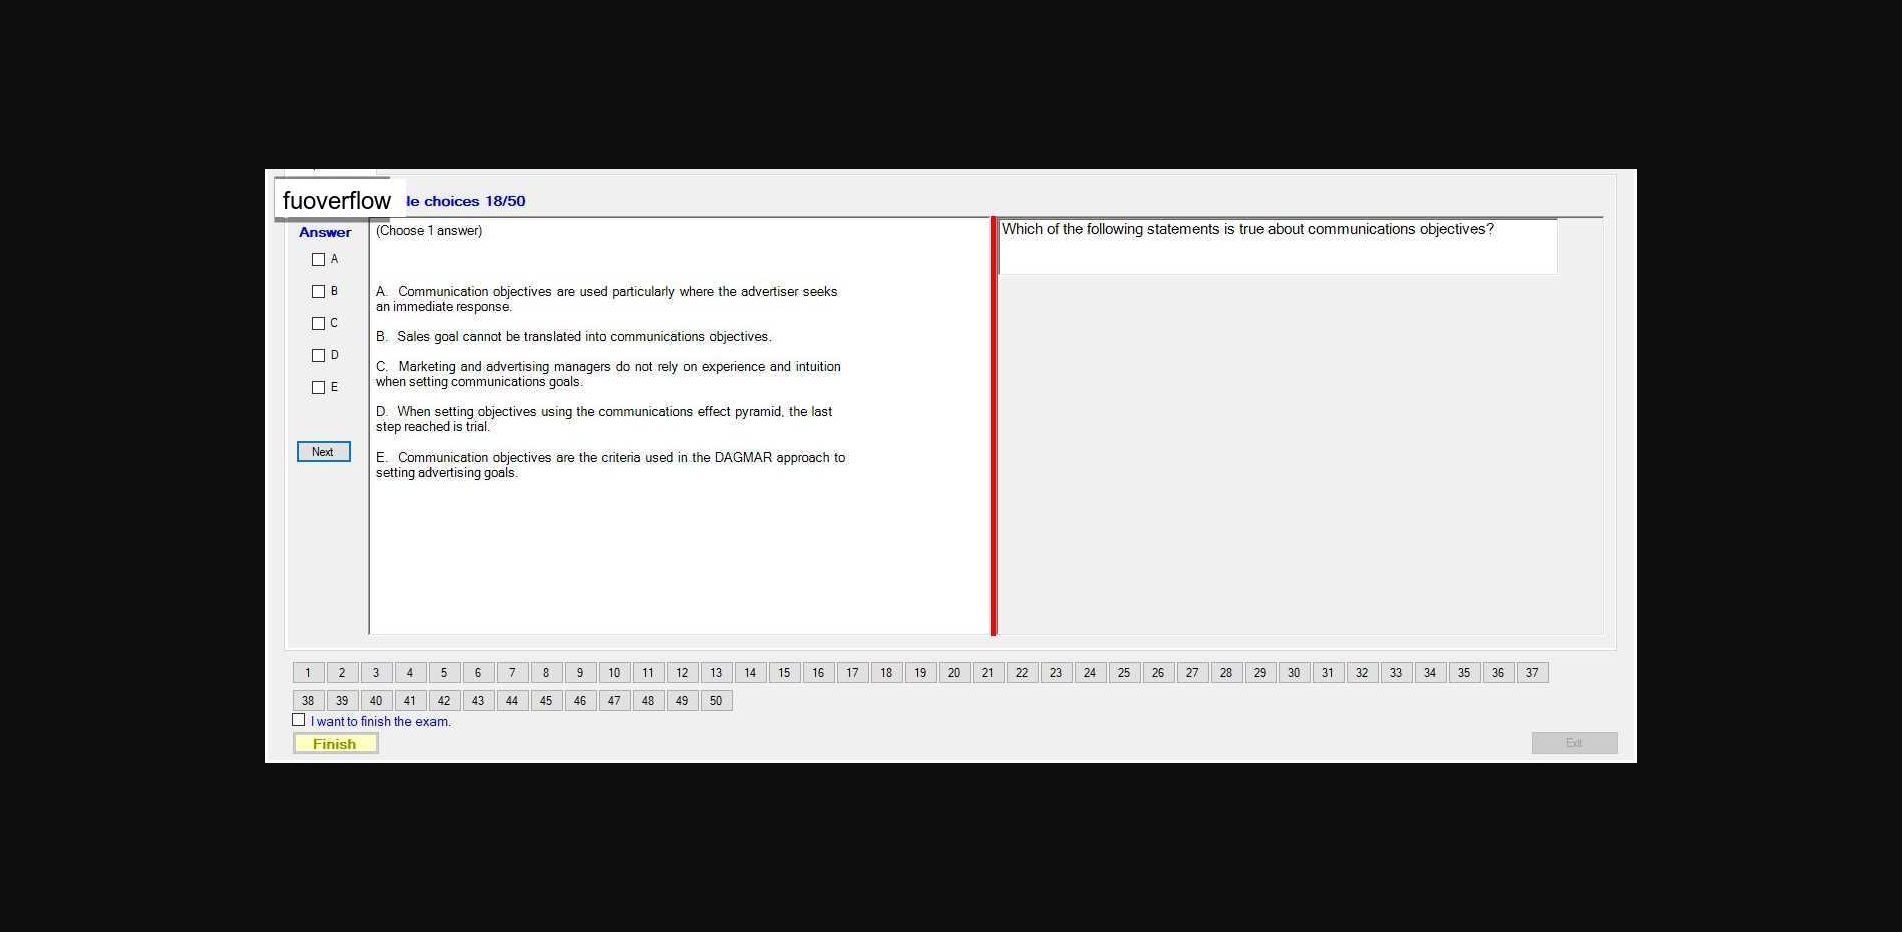 fuoverflow
le choices 18/50
Answer
(Choose 1 answer)
Which of the following statements is true about communications objectives?
A
B
C
D
E
A. Communication objectives are used particularly where the advertiser seeks
an immediate response.
B. Sales goal cannot be translated into communications objectives.
C. Marketing and advertising managers do not rely on experience and intuition
when setting communications goals.
D. When setting objectives using the communications effect pyramid, the last
step reached is trial.
E. Communication objectives are the criteria used in the DAGMAR approach to
setting advertising goals.
Next
1 2 3 4 5 6 7 8 9 10 11 12 13 14 15 16 17 18 19 20 21 22 23 24 25 26 27 28 29 30 31 32 33 34 35 36 37
38 39 40 41 42 43 44 45 46 47 48 49 50
I want to finish the exam.
Finish
Exit